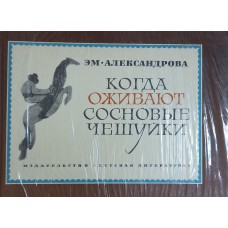 ЭМ·АЛЕКСАНДРОВА
КОГДА
ОЖИВАЮТ
СОСНОВЫЕ
ЧЕШУЙКИ
ИЗДАТЕЛЬСТВО ДЕТСКАЯ ЛИТЕРАТУРА